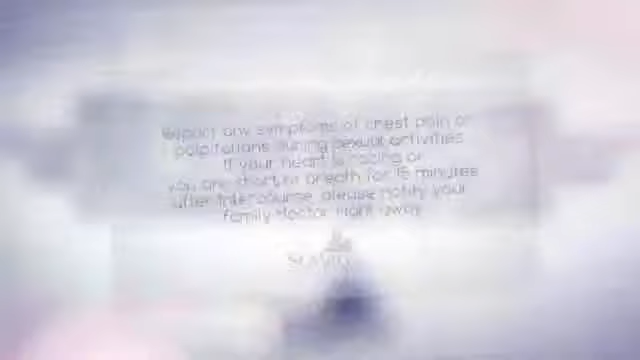 Report any symptoms of chest pain or
palpitations during sexual activities.
If your heart is racing or
you are short of breath for 15 minutes
after intercourse, please notify your
family doctor right away.